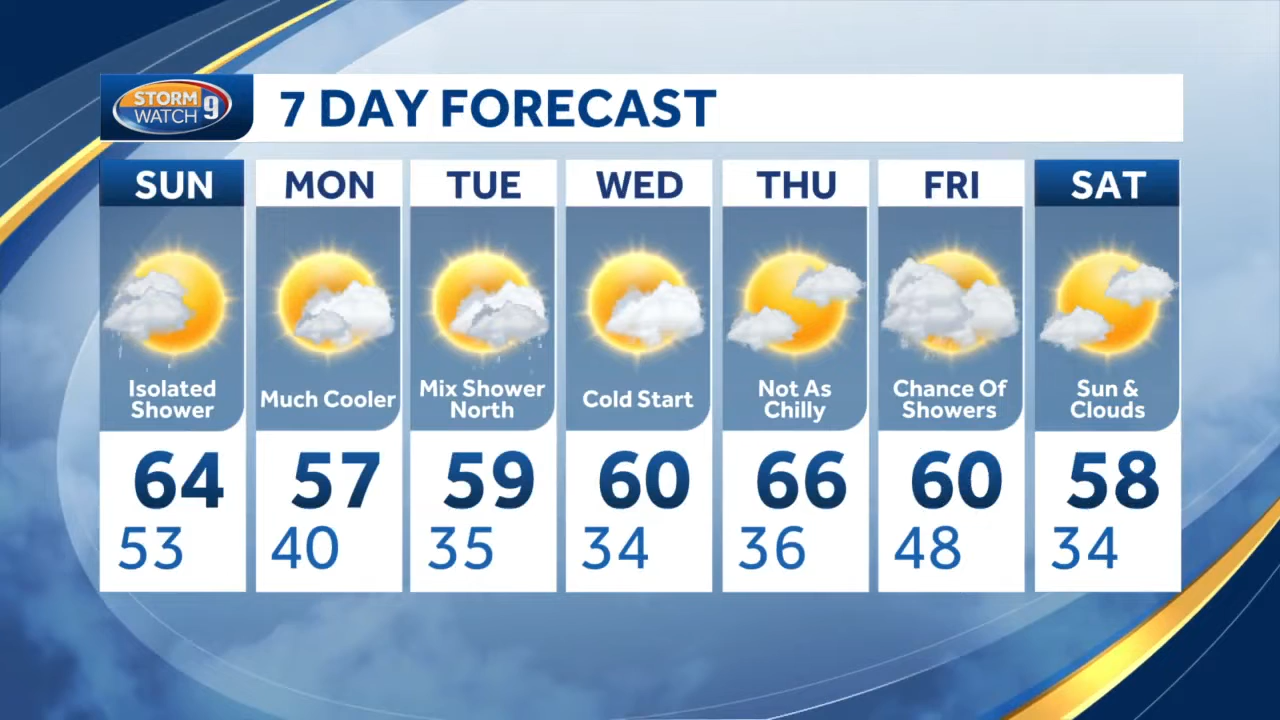 STORM
WATCH 9
7 DAY FORECAST
SUN
Isolated
Shower
64
53
MON
Much Cooler
57
40
TUE
Mix Shower
North
59
35
WED
Cold Start
60
34
THU
Not As
Chilly
66
36
FRI
Chance Of
Showers
60
48
SAT
Sun &
Clouds
58
34